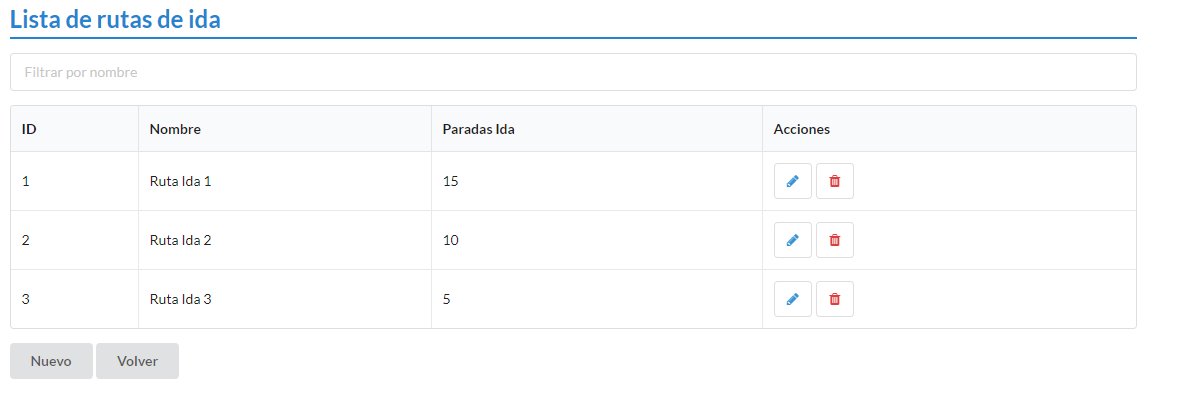 Lista de rutas de ida
Filtrar por nombre
ID Nombre Paradas Ida Acciones
1 Ruta Ida 1 15
2 Ruta Ida 2 10
3 Ruta Ida 3 5
Nuevo Volver